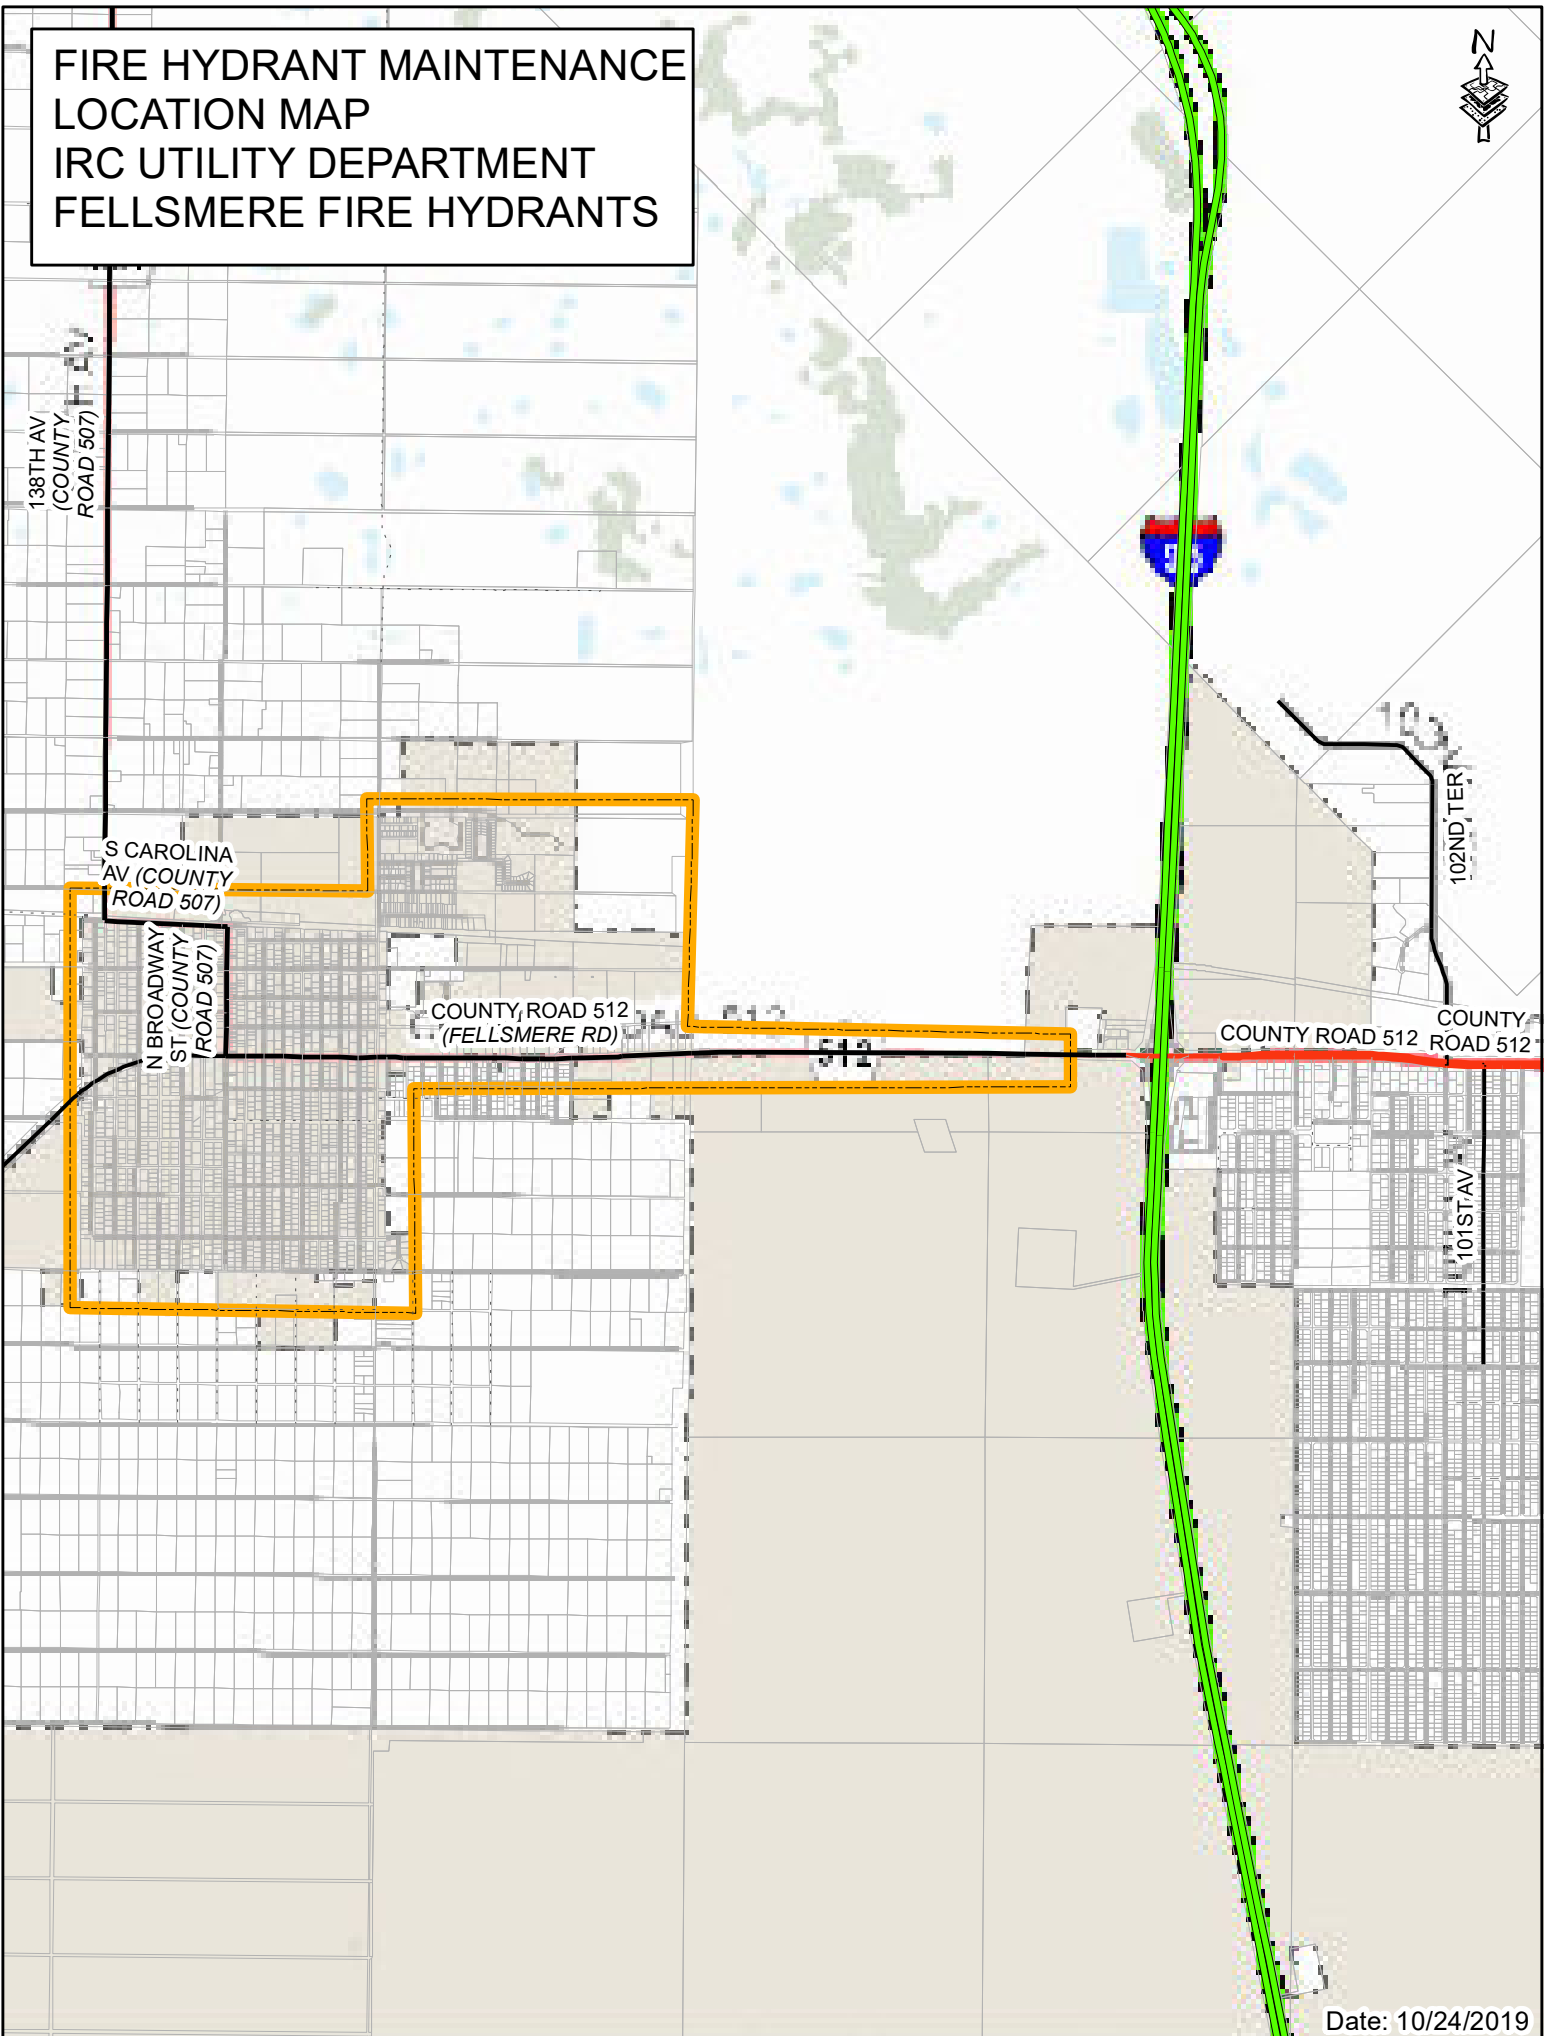 FIRE HYDRANT MAINTENANCE
LOCATION MAP
IRC UTILITY DEPARTMENT
FELLSMERE FIRE HYDRANTS
N
138TH AV
(COUNTY
ROAD 507)
102ND TER
S CAROLINA
AV (COUNTY
ROAD 507)
N BROADWAY
ST (COUNTY
ROAD 507)
COUNTY ROAD 512
(FELLSMERE RD)
512
COUNTY ROAD 512
COUNTY
ROAD 512
101ST AV
Date: 10/24/2019